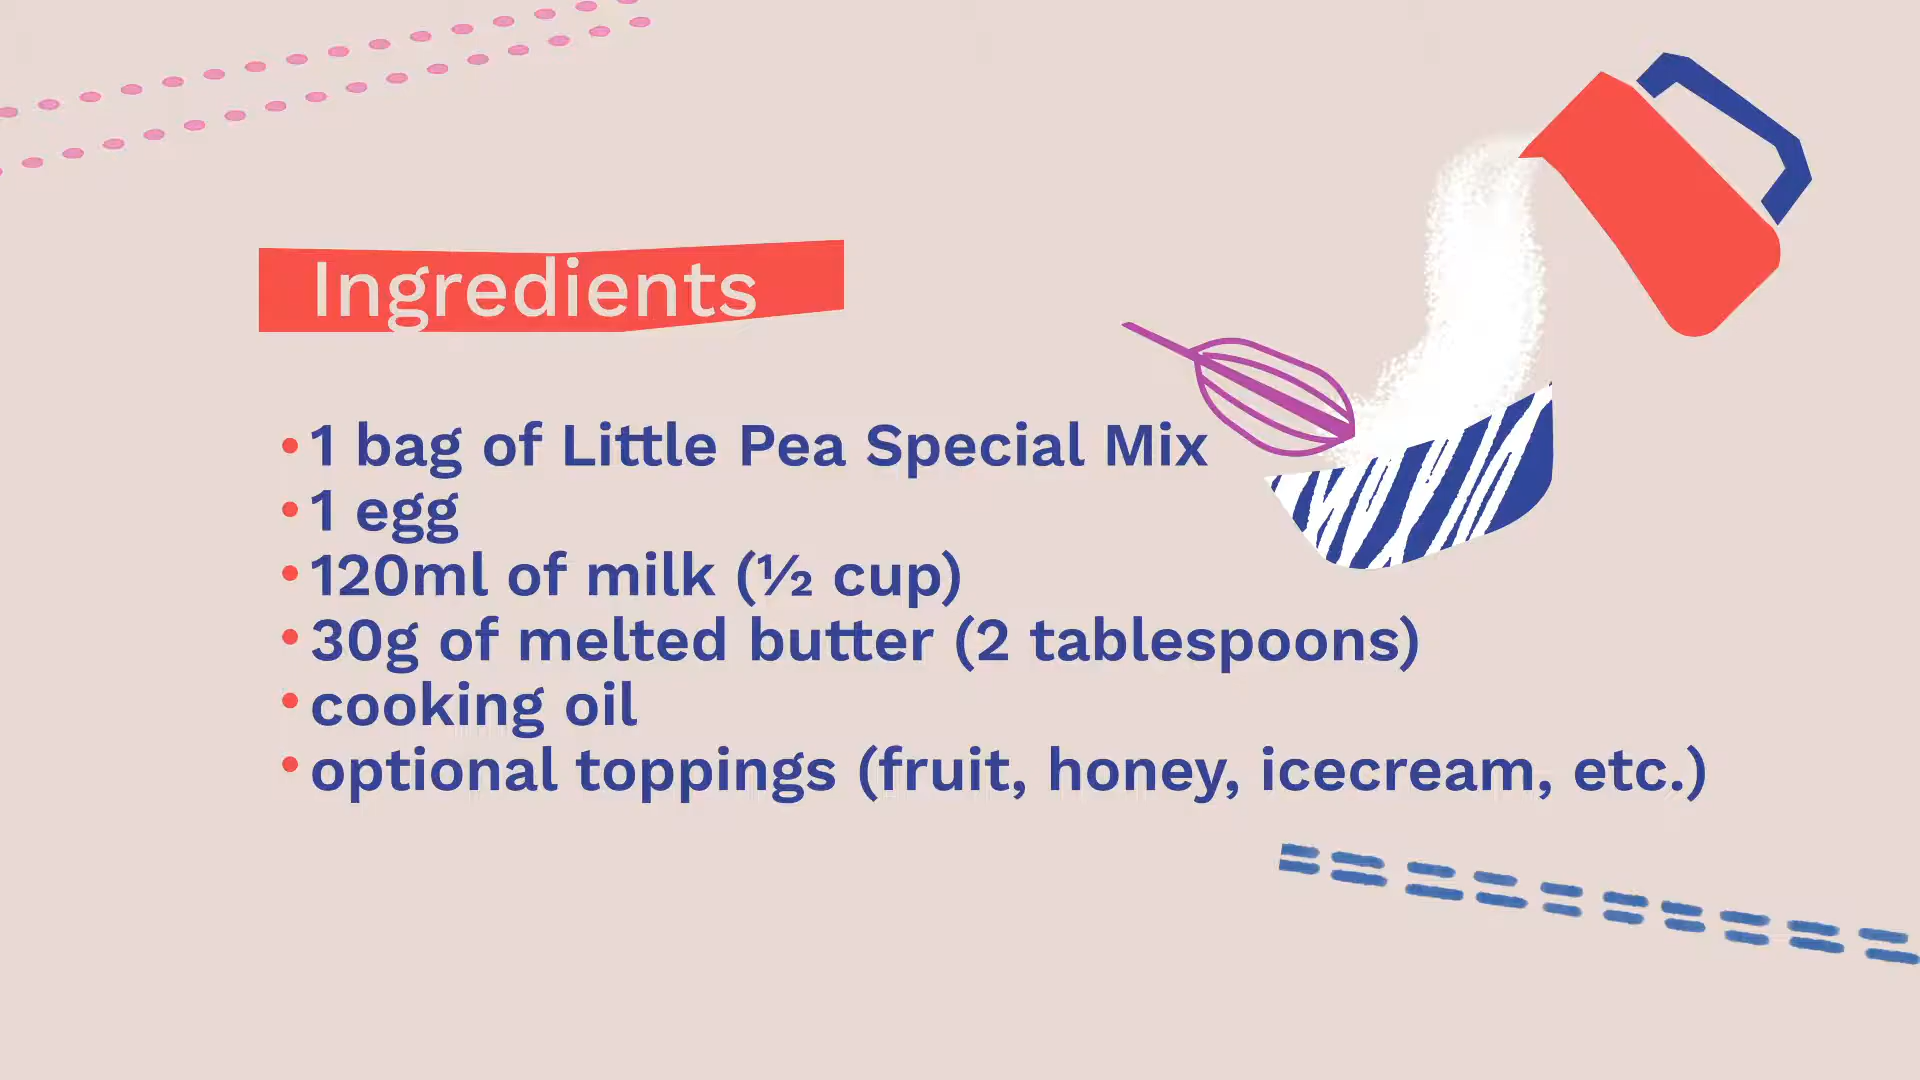 Ingredients
• 1 bag of Little Pea Special Mix
• 1 egg
• 120ml of milk (½ cup)
• 30g of melted butter (2 tablespoons)
• cooking oil
• optional toppings (fruit, honey, icecream, etc.)